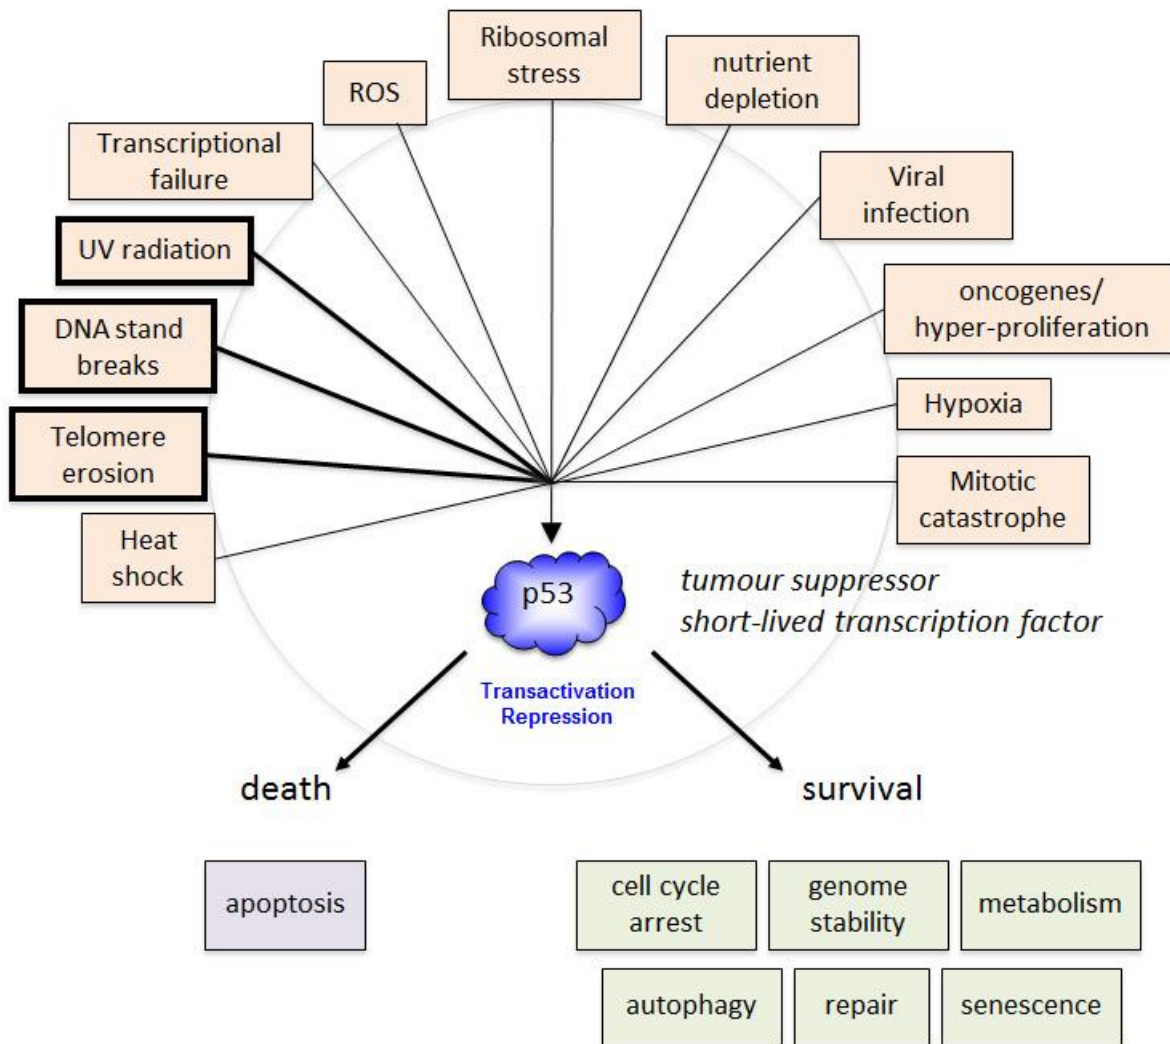 Ribosomal
stress
nutrient
depletion
ROS
Transcriptional
failure
Viral
infection
UV radiation
oncogenes/
hyper-proliferation
DNA stand
breaks
Hypoxia
Telomere
erosion
Mitotic
catastrophe
Heat
shock
p53
tumour suppressor
short-lived transcription factor
Transactivation
Repression
death
survival
apoptosis
cell cycle
arrest
genome
stability
metabolism
autophagy
repair
senescence